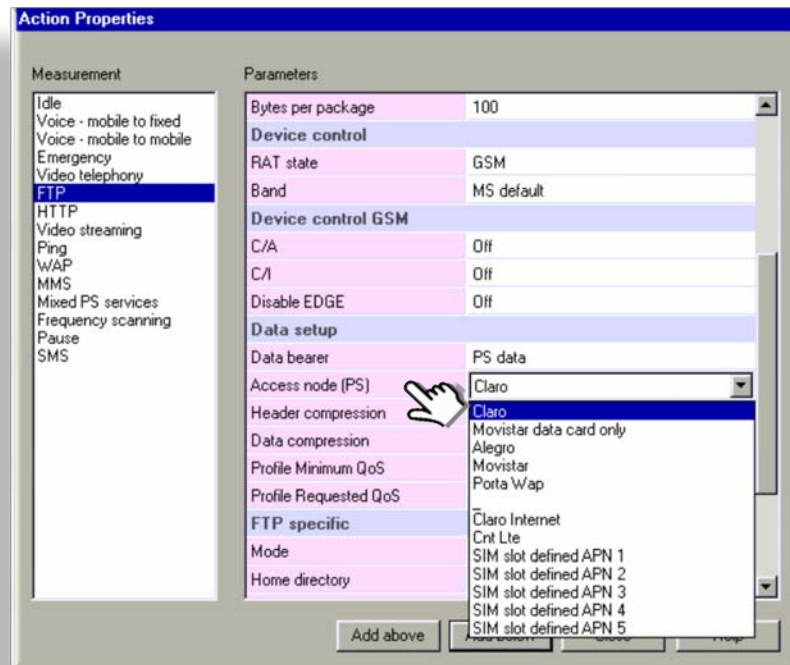 Action Properties
Measurement
Parameters
Idle
Voice - mobile to fixed
Voice - mobile to mobile
Emergency
Video telephony
FTP
HTTP
Video streaming
Ping
WAP
MMS
Mixed PS services
Frequency scanning
Pause
SMS
Bytes per package 100
Device control
RAT state GSM
Band MS default
Device control GSM
C/A Off
C/I Off
Disable EDGE Off
Data setup
Data bearer PS data
Access node (PS) Claro
Header compression
Data compression
Profile Minimum QoS
Profile Requested QoS
FTP specific
Mode
Home directory
Claro
Movistar data card only
Alegro
Movistar
Porta Wap
_
Claro Internet
Cnt Lte
SIM slot defined APN 1
SIM slot defined APN 2
SIM slot defined APN 3
SIM slot defined APN 4
SIM slot defined APN 5
Add above